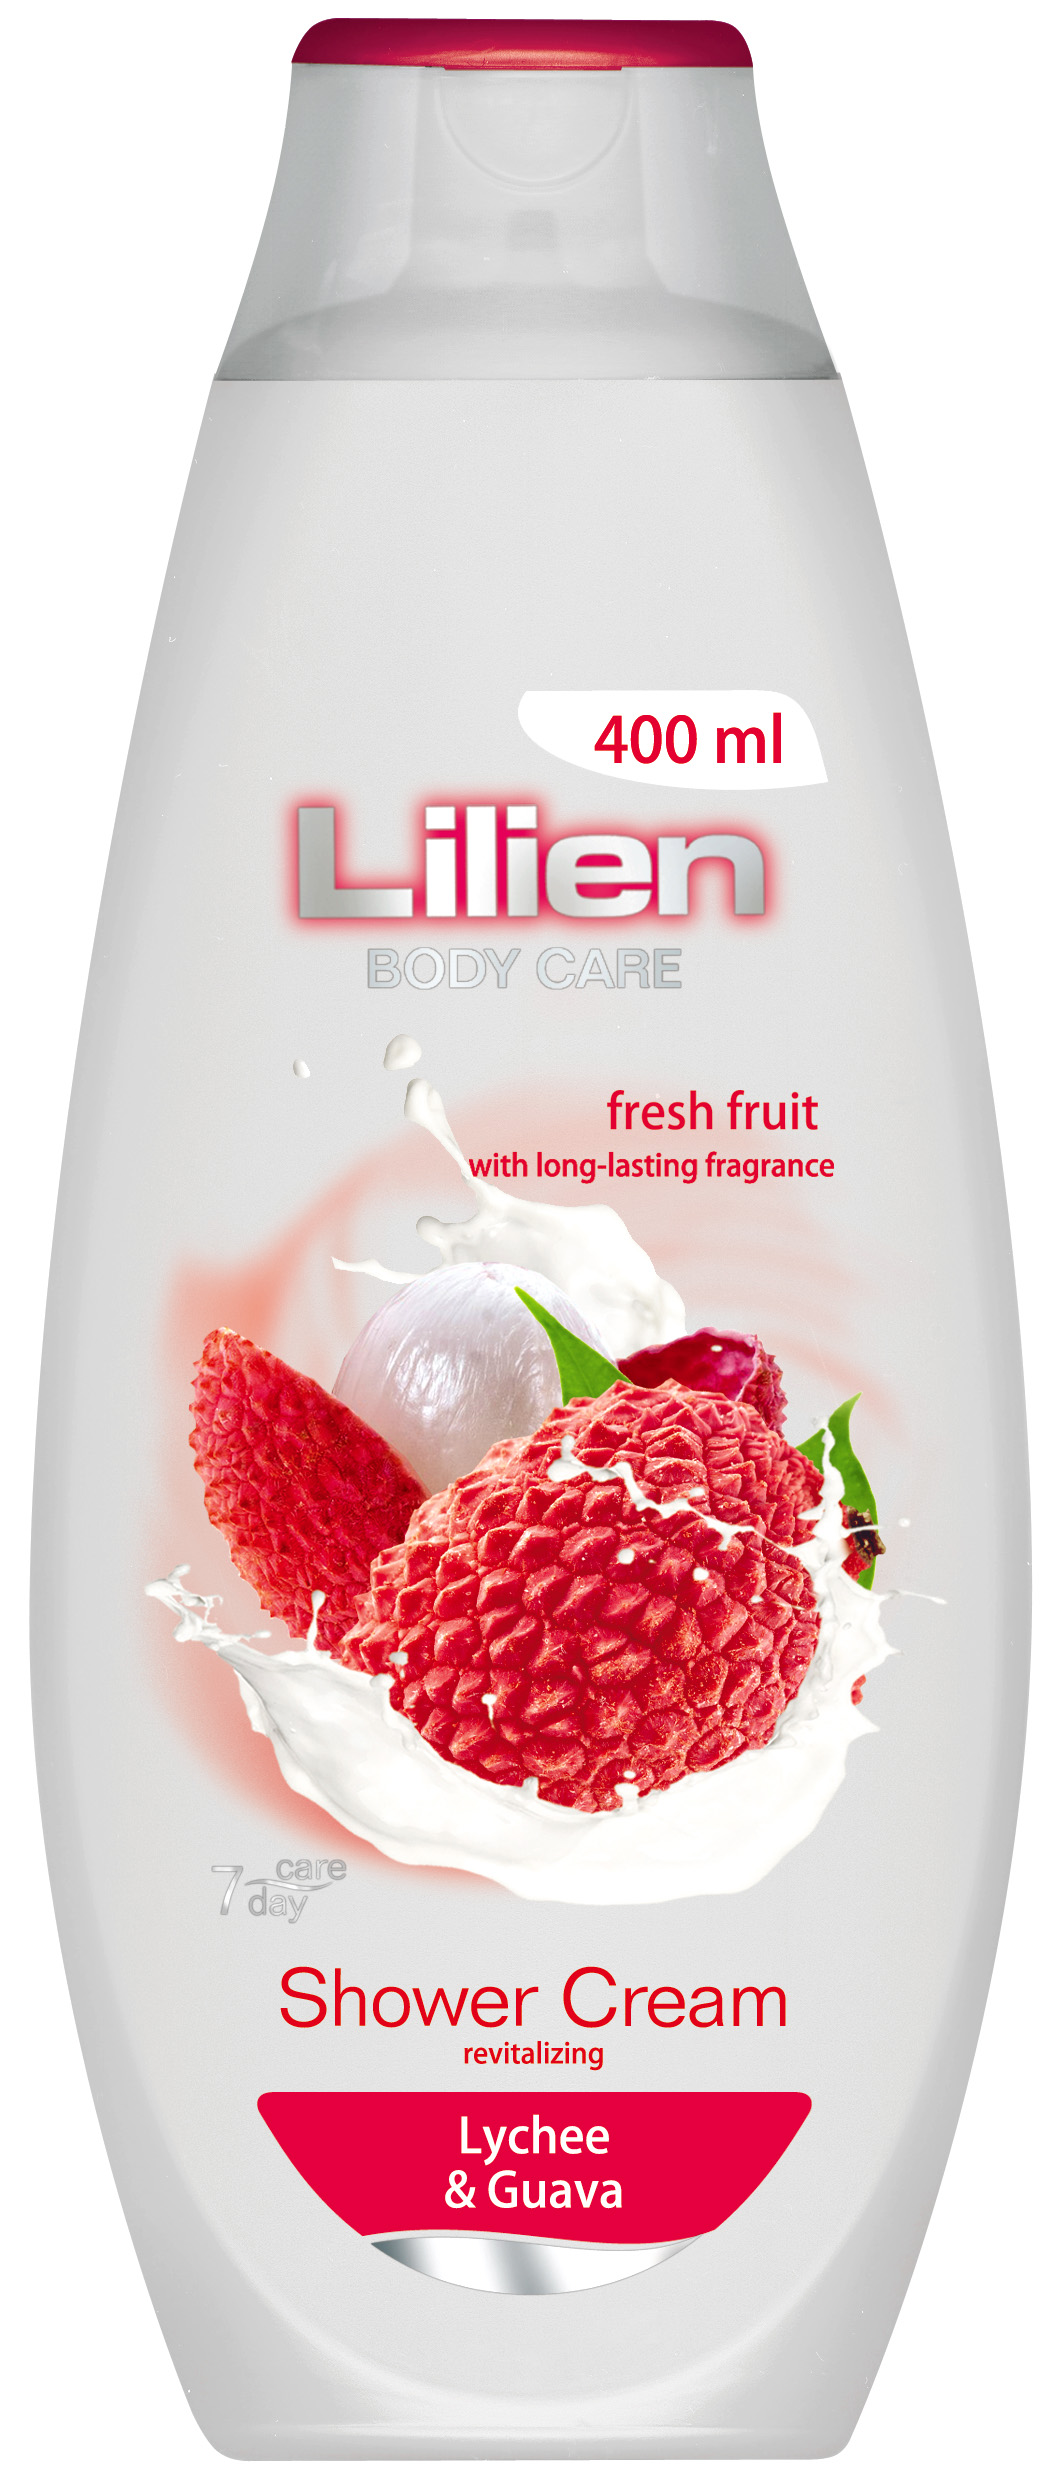 400 ml
Lilien
BODY CARE
fresh fruit
with long-lasting fragrance
7 day care
Shower Cream
revitalizing
Lychee
& Guava